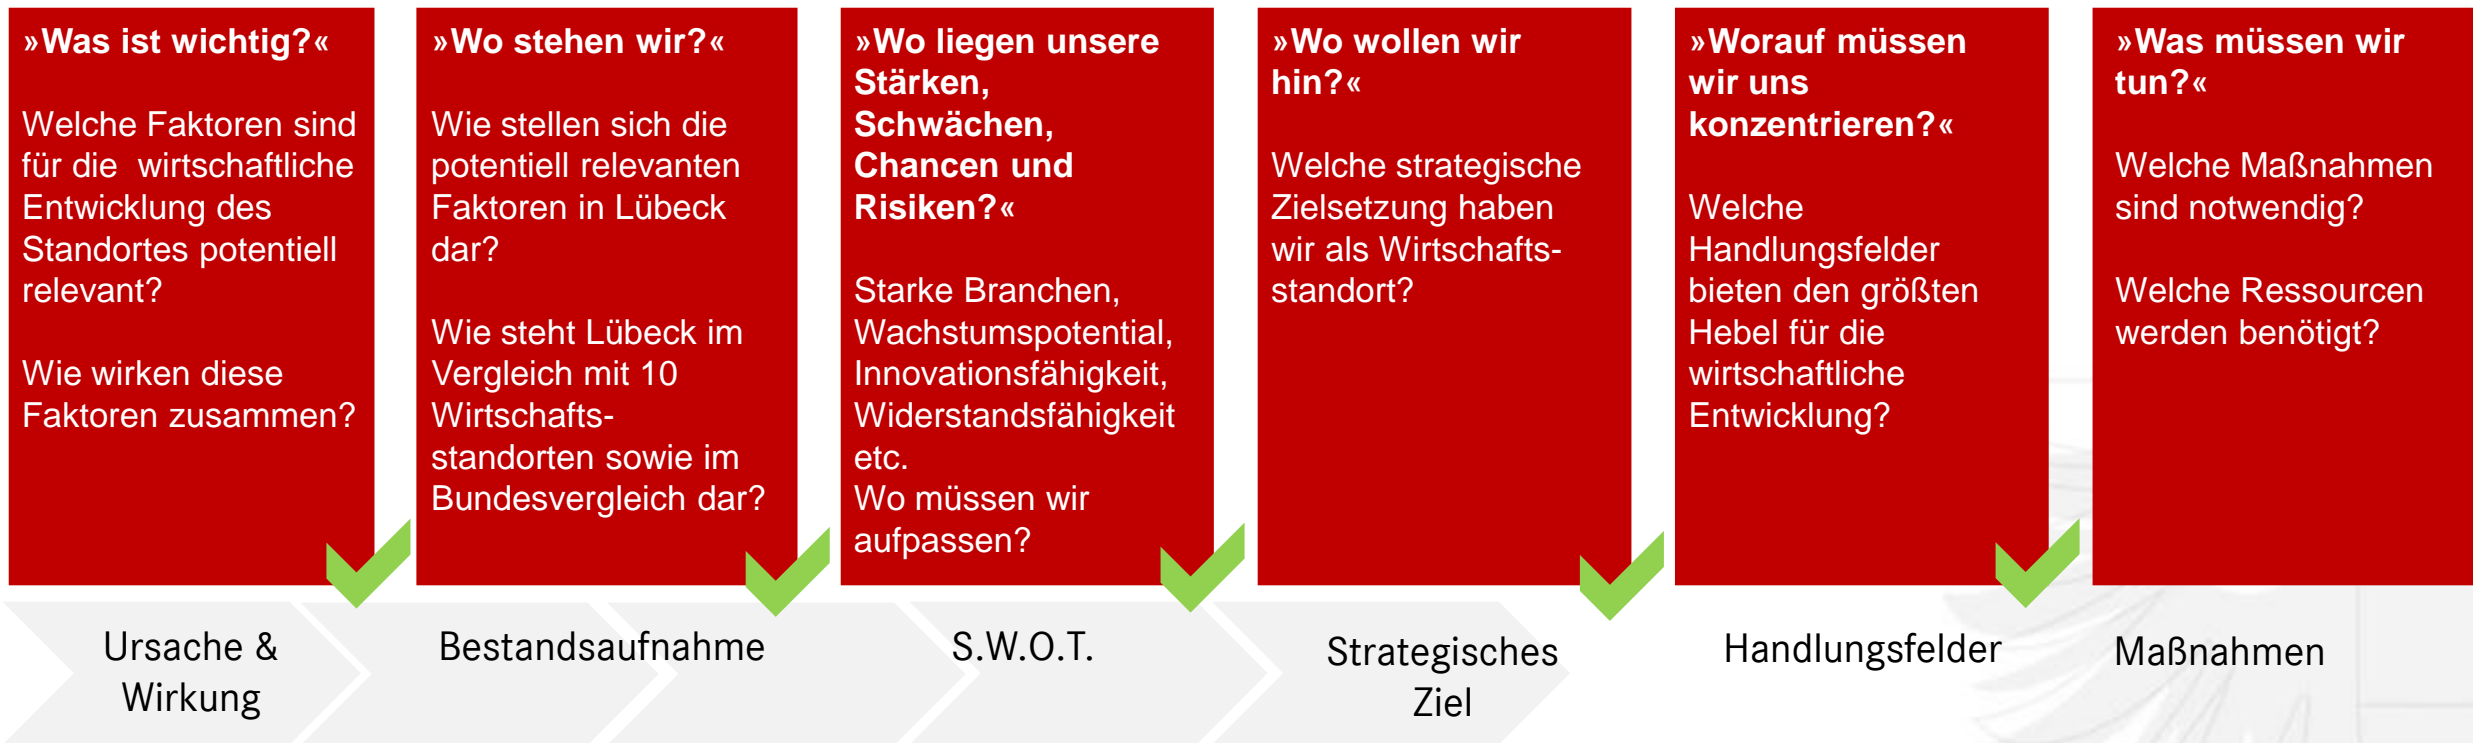 »Was ist wichtig?«
Welche Faktoren sind
für die wirtschaftliche
Entwicklung des
Standortes potentiell
relevant?
Wie wirken diese
Faktoren zusammen?
»Wo stehen wir?«
Wie stellen sich die
potentiell relevanten
Faktoren in Lübeck
dar?
Wie steht Lübeck im
Vergleich mit 10
Wirtschafts-
standorten sowie im
Bundesvergleich dar?
»Wo liegen unsere
Stärken,
Schwächen,
Chancen und
Risiken?«
Starke Branchen,
Wachstumspotential,
Innovationsfähigkeit,
Widerstandsfähigkeit
etc.
Wo müssen wir
aufpassen?
»Wo wollen wir
hin?«
Welche strategische
Zielsetzung haben
wir als Wirtschafts-
standort?
»Worauf müssen
wir uns
konzentrieren?«
Welche
Handlungsfelder
bieten den größten
Hebel für die
wirtschaftliche
Entwicklung?
»Was müssen wir
tun?«
Welche Maßnahmen
sind notwendig?
Welche Ressourcen
werden benötigt?
Ursache &
Wirkung
Bestandsaufnahme
S.W.O.T.
Strategisches
Ziel
Handlungsfelder
Maßnahmen